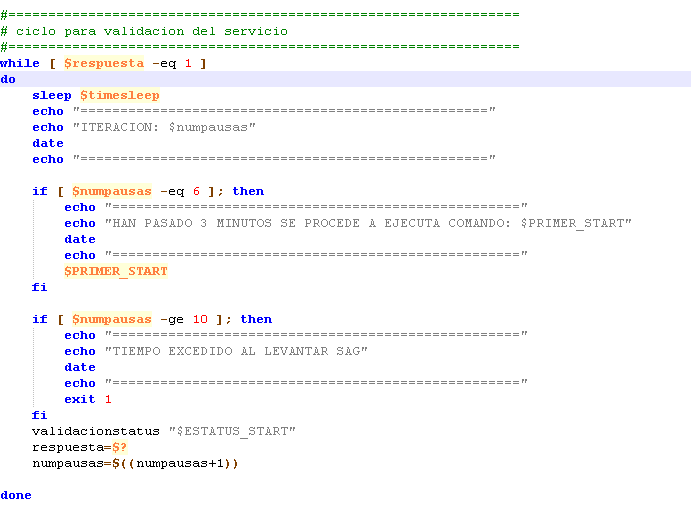 #================================================================
# ciclo para validacion del servicio
#================================================================
while [ $respuesta -eq 1 ]
do
    sleep $timesleep
    echo "==================================================="
    echo "ITERACION: $numpausas"
    date
    echo "==================================================="

    if [ $numpausas -eq 6 ]; then
        echo "==================================================="
        echo "HAN PASADO 3 MINUTOS SE PROCEDE A EJECUTA COMANDO: $PRIMER_START"
        date
        echo "==================================================="
        $PRIMER_START
    fi

    if [ $numpausas -ge 10 ]; then
        echo "==================================================="
        echo "TIEMPO EXCEDIDO AL LEVANTAR SAG"
        date
        echo "==================================================="
        exit 1
    fi
    validacionstatus "$ESTATUS_START"
    respuesta=$?
    numpausas=$((numpausas+1))

done